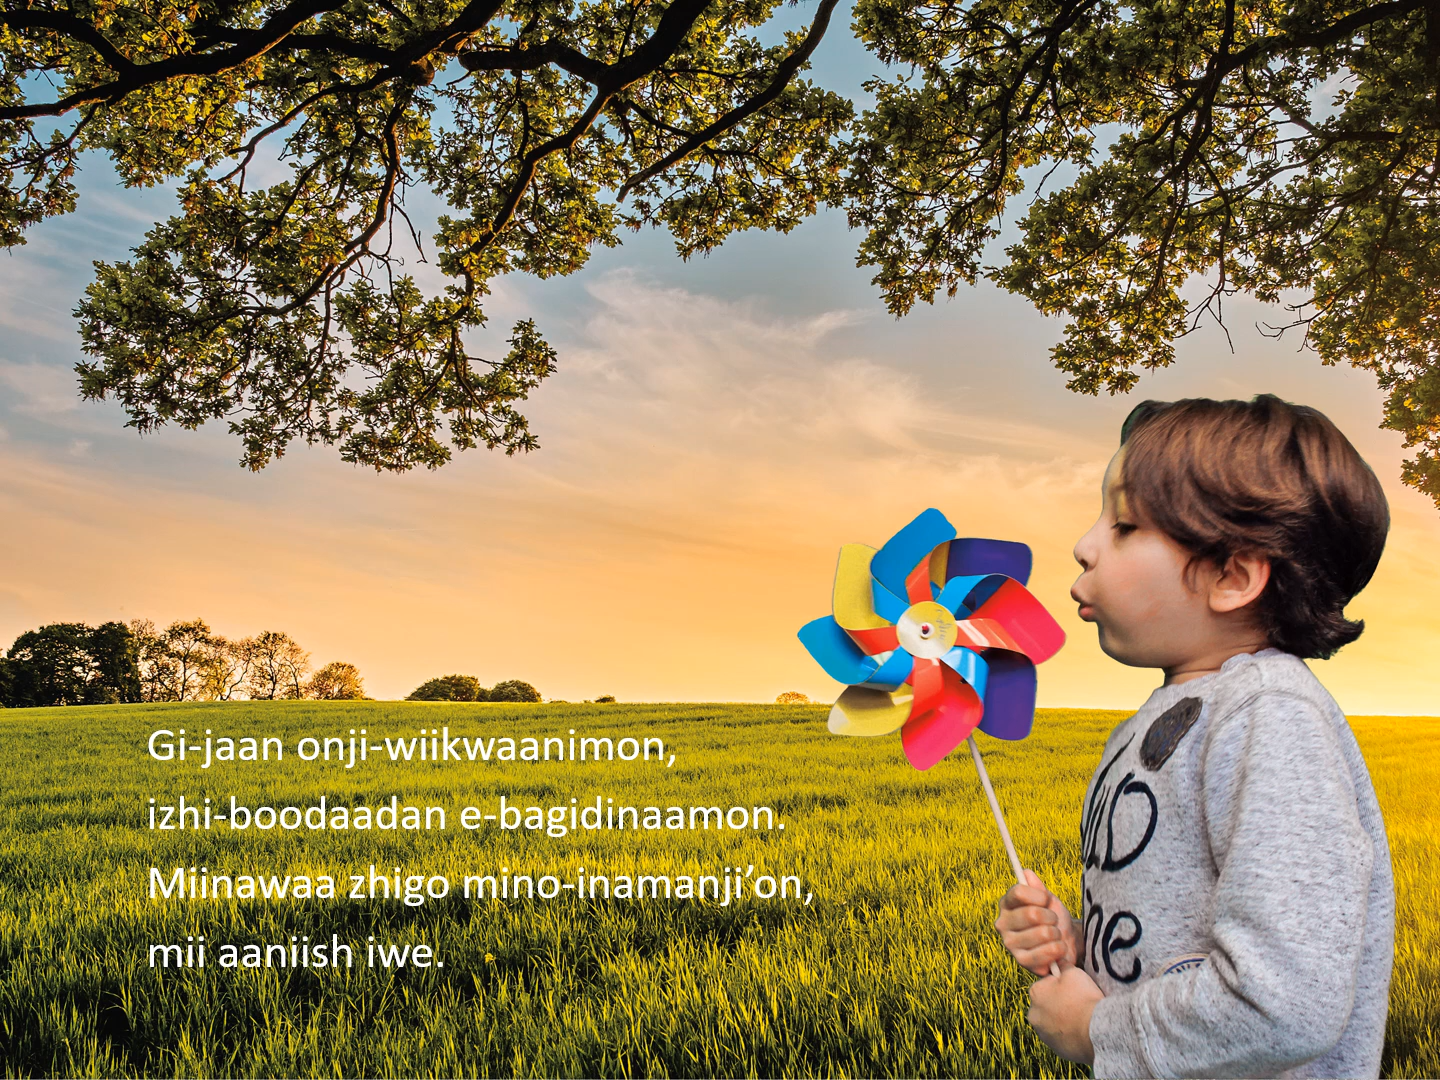 Gi-jaan onji-wiikwaanimon,
izhi-boodaadan e-bagidinaamon.
Miinawaa zhigo mino-inamanji’on,
mii aaniish iwe.